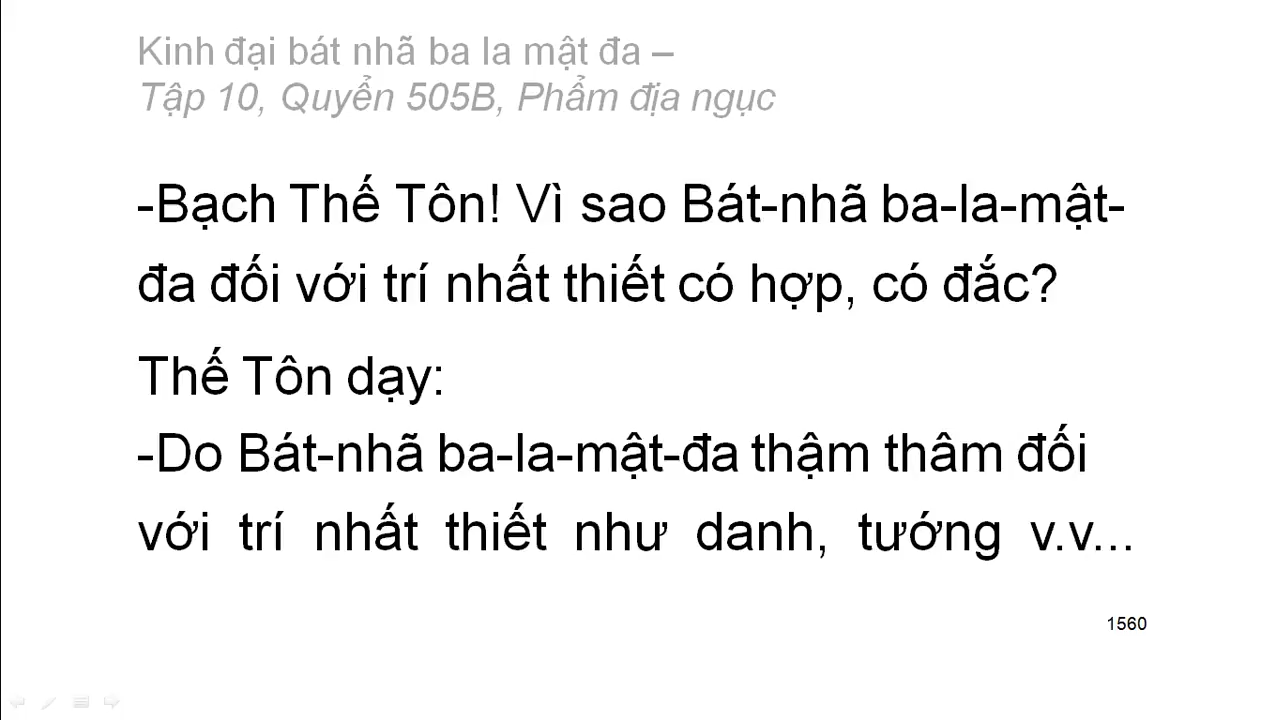 Kinh đại bát nhã ba la mật đa –
Tập 10, Quyển 505B, Phẩm địa ngục
-Bạch Thế Tôn! Vì sao Bát-nhã ba-la-mật-
đa đối với trí nhất thiết có hợp, có đắc?
Thế Tôn dạy:
-Do Bát-nhã ba-la-mật-đa thậm thâm đối
với trí nhất thiết như danh, tướng v.v...
1560